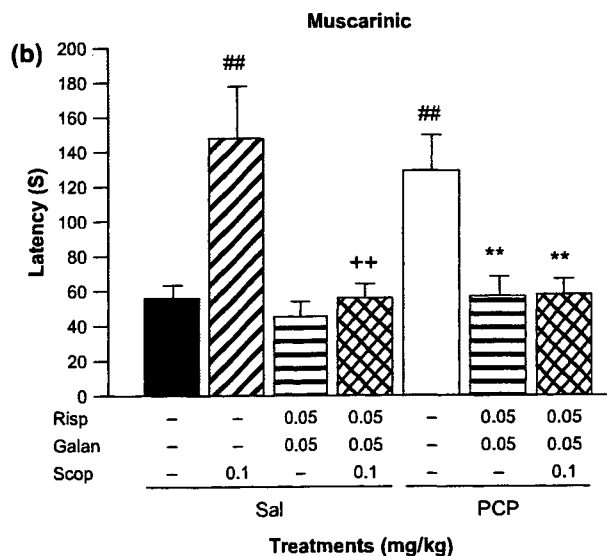 Muscarinic
(b)
Latency (S)
200
180
160
140
120
100
80
60
40
20
0
##
++
##
**
**
Risp – – 0.05 0.05 – 0.05 0.05
Galan – – 0.05 0.05 – 0.05 0.05
Scop – 0.1 – 0.1 – – 0.1
Sal PCP
Treatments (mg/kg)